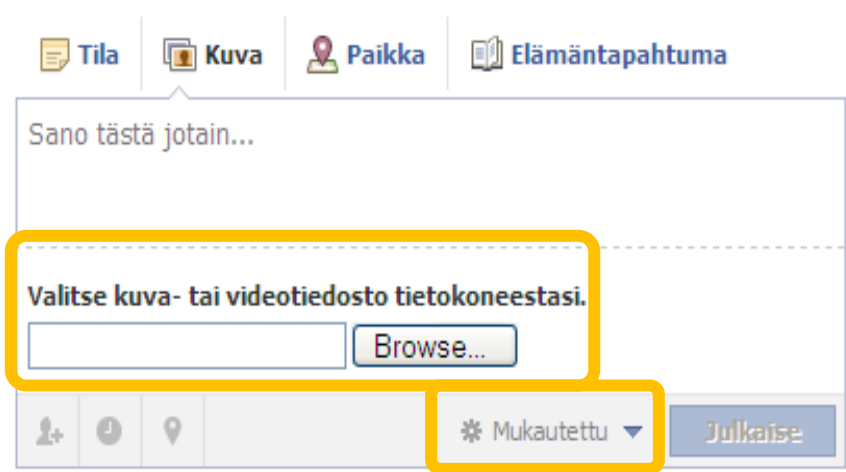 Tila Kuva Paikka Elämäntapahtuma
Sano tästä jotain...
Valitse kuva- tai videotiedosto tietokoneestasi.
Browse...
Mukautettu Julkaise